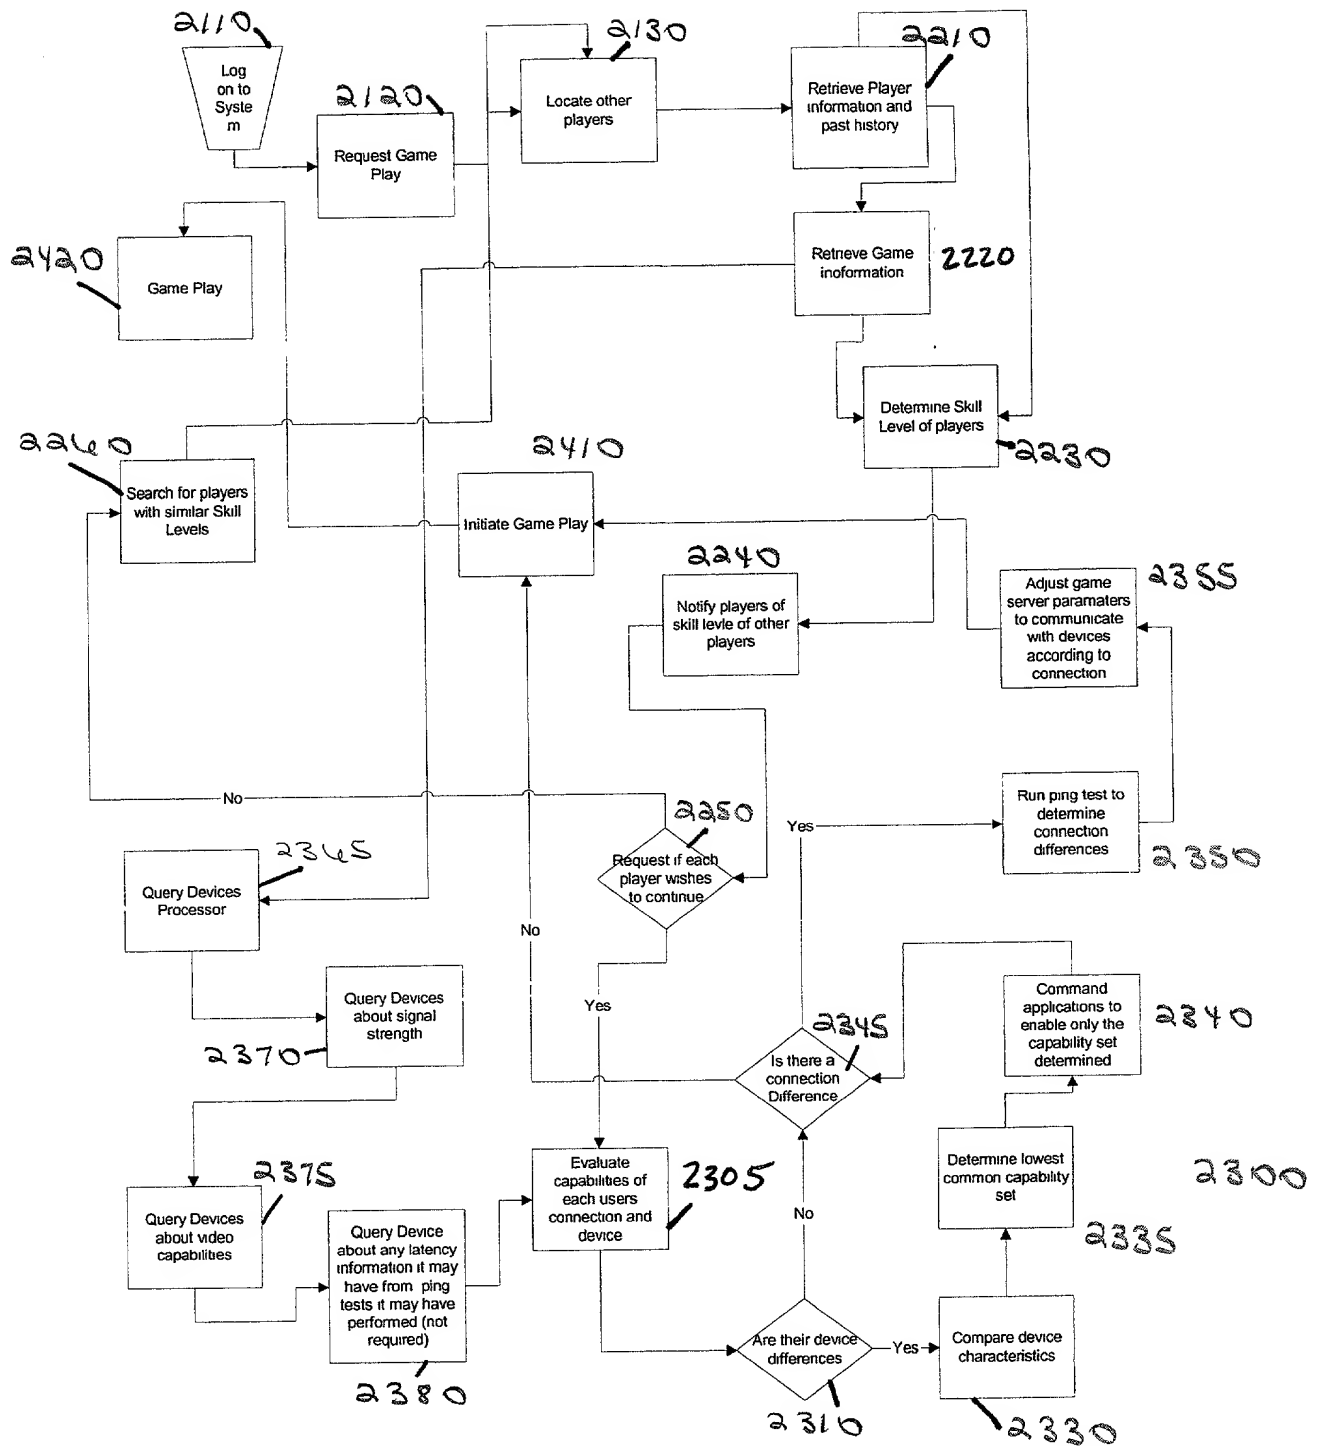 2110
Log
on to
Syste
m
2120
Request Game
Play
2130
Locate other
players
2210
Retrieve Player
information and
past history
2420
Game Play
Retrieve Game
inoformation
2220
Determine Skill
Level of players
2230
2260
Search for players
with similar Skill
Levels
2410
Initiate Game Play
2240
Notify players of
skill levle of other
players
Adjust game
server paramaters
to communicate
with devices
according to
connection
2355
No
2250
Request if each
player wishes
to continue
Yes
Run ping test to
determine
connection
differences
2350
2365
Query Devices
Processor
No
Query Devices
about signal
strength
2370
Yes
2345
Is there a
connection
Difference
Command
applications to
enable only the
capability set
determined
2340
2375
Query Devices
about video
capabilities
Query Device
about any latency
information it may
have from ping
tests it may have
performed (not
required)
2380
Evaluate
capabilities of
each users
connection and
device
2305
No
Determine lowest
common capability
set
2335
2300
Are their device
differences
2310
Yes
Compare device
characteristics
2330